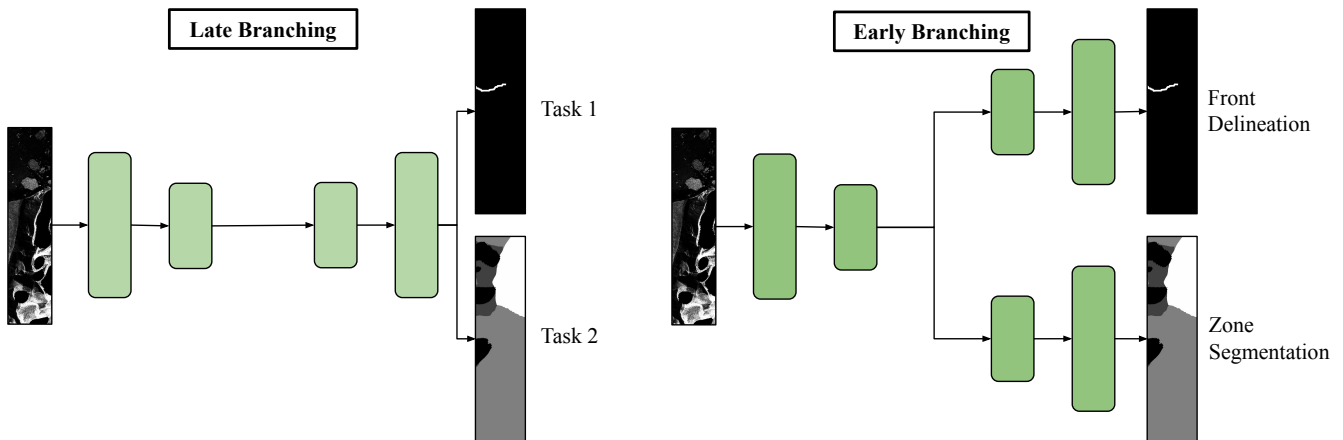 Late Branching
Task 1
Task 2
Early Branching
Front
Delineation
Zone
Segmentation